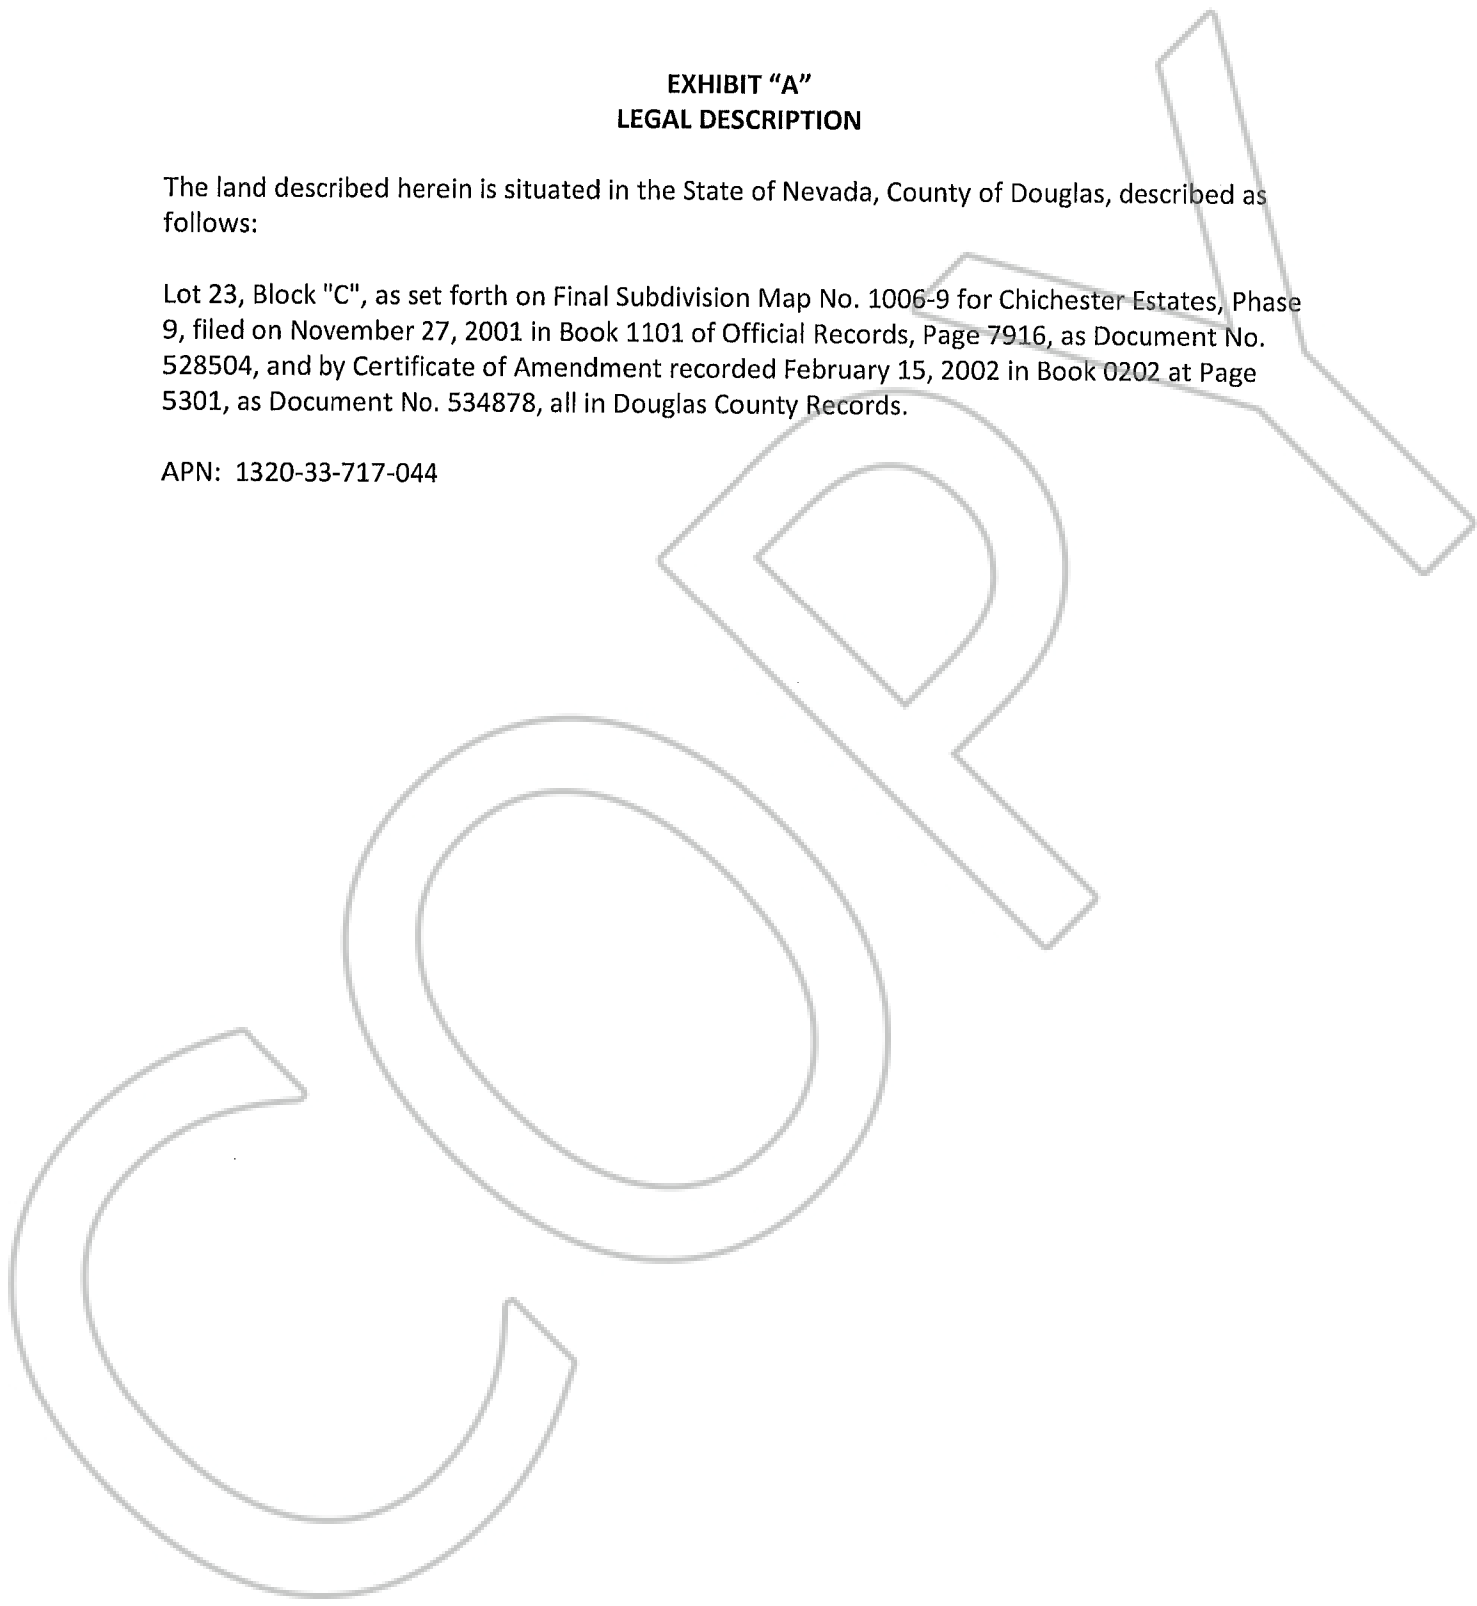 EXHIBIT “A”
LEGAL DESCRIPTION
The land described herein is situated in the State of Nevada, County of Douglas, described as
follows:
Lot 23, Block "C", as set forth on Final Subdivision Map No. 1006-9 for Chichester Estates, Phase
9, filed on November 27, 2001 in Book 1101 of Official Records, Page 7916, as Document No.
528504, and by Certificate of Amendment recorded February 15, 2002 in Book 0202 at Page
5301, as Document No. 534878, all in Douglas County Records.
APN:  1320-33-717-044
COPY